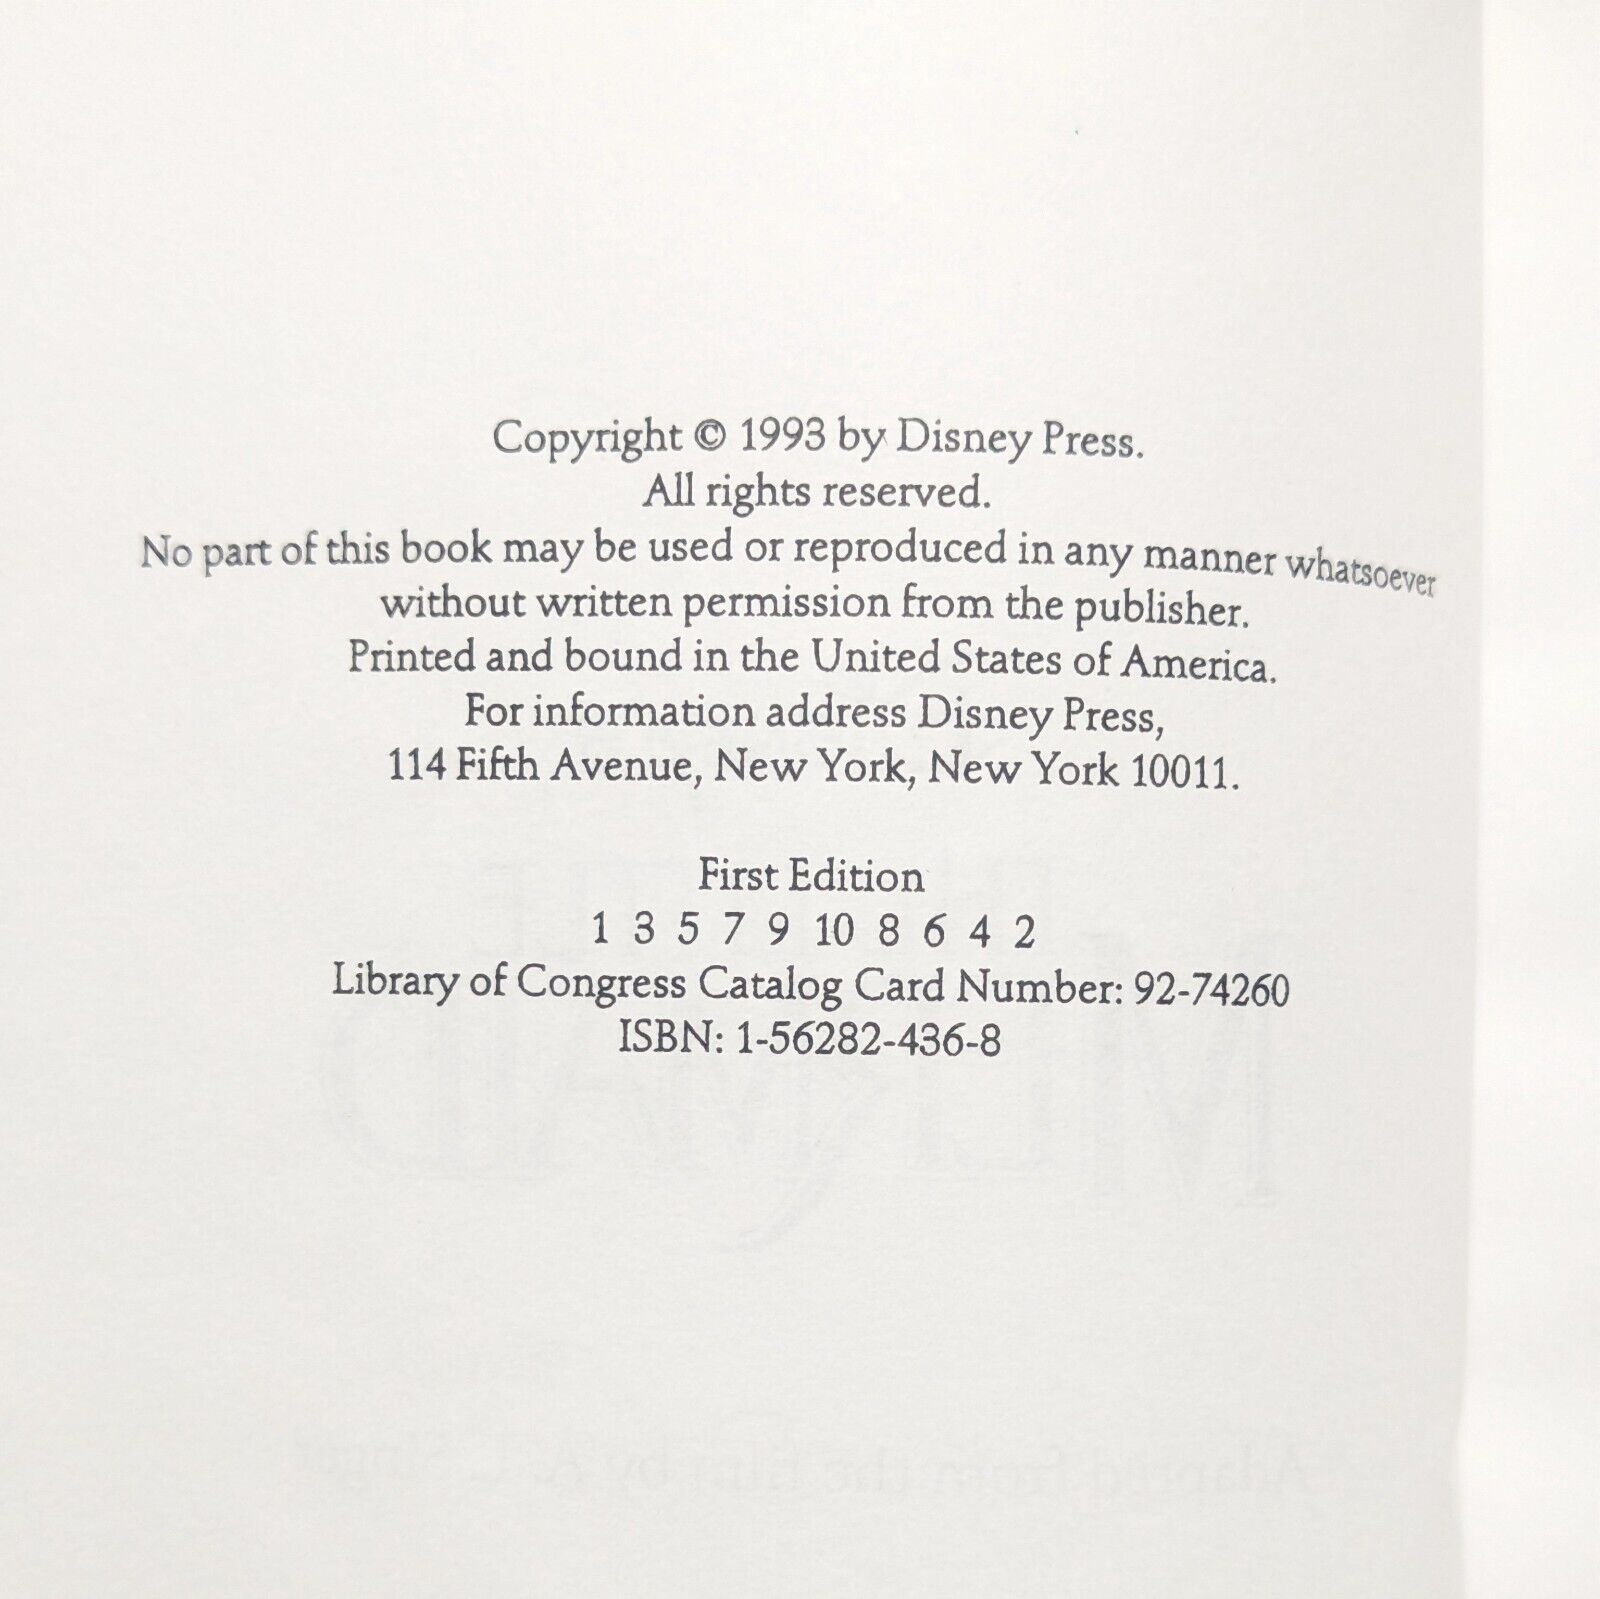 Copyright © 1993 by Disney Press.
All rights reserved.
No part of this book may be used or reproduced in any manner whatsoever
without written permission from the publisher.
Printed and bound in the United States of America.
For information address Disney Press,
114 Fifth Avenue, New York, New York 10011.
First Edition
1 3 5 7 9 10 8 6 4 2
Library of Congress Catalog Card Number: 92-74260
ISBN: 1-56282-436-8